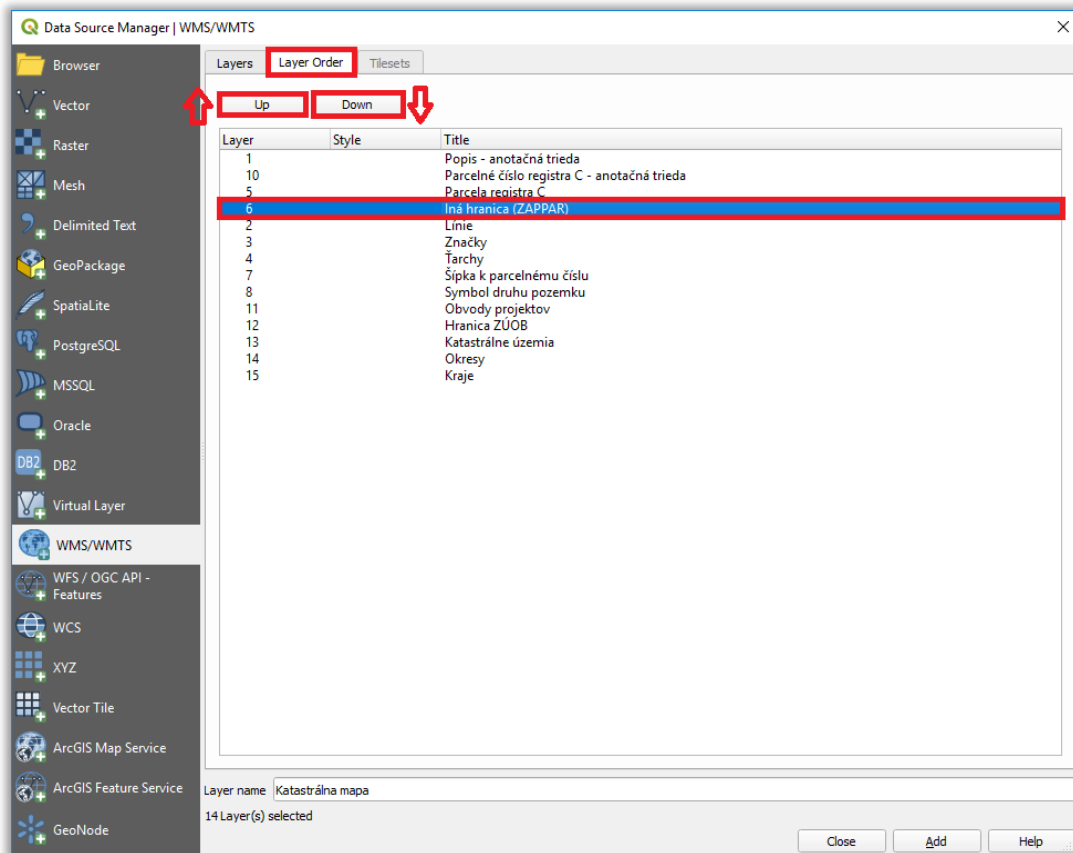 Data Source Manager | WMS/WMTS
Browser
Vector
Raster
Mesh
Delimited Text
GeoPackage
SpatiaLite
PostgreSQL
MSSQL
Oracle
DB2
DB2
Virtual Layer
WMS/WMTS
WFS / OGC API -
Features
WCS
XYZ
Vector Tile
ArcGIS Map Service
ArcGIS Feature Service
GeoNode
Layers Layer Order Tilesets
Up Down
Layer Style Title
1 Popis - anotačná trieda
10 Parcelné číslo registra C - anotačná trieda
5 Parcela registra C
6 Iná hranica (ZAPPAR)
2 Línie
3 Značky
4 Ťarchy
7 Šípka k parcelnému číslu
8 Symbol druhu pozemku
11 Obvody projektov
12 Hranica ZÚOB
13 Katastrálne územia
14 Okresy
15 Kraje
Layer name Katastrálna mapa
14 Layer(s) selected
Close Add Help